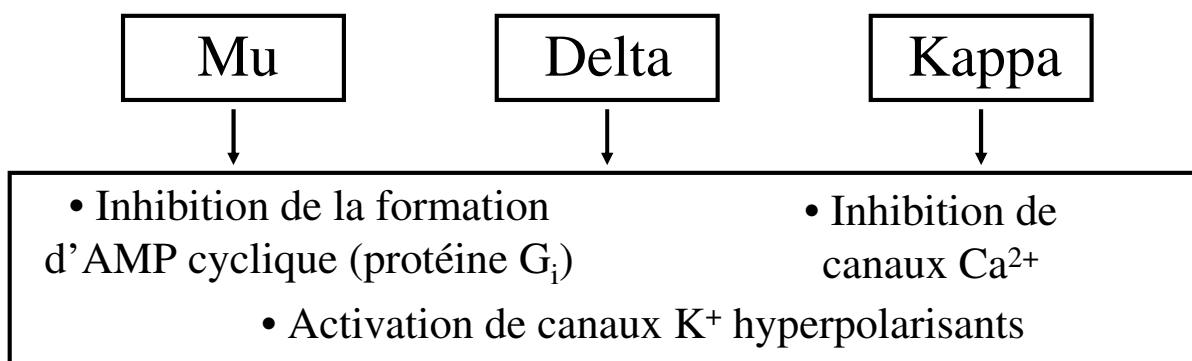 Mu
Delta
Kappa
• Inhibition de la formation
d’AMP cyclique (protéine Gᵢ)
• Inhibition de
canaux Ca²⁺
• Activation de canaux K⁺ hyperpolarisants